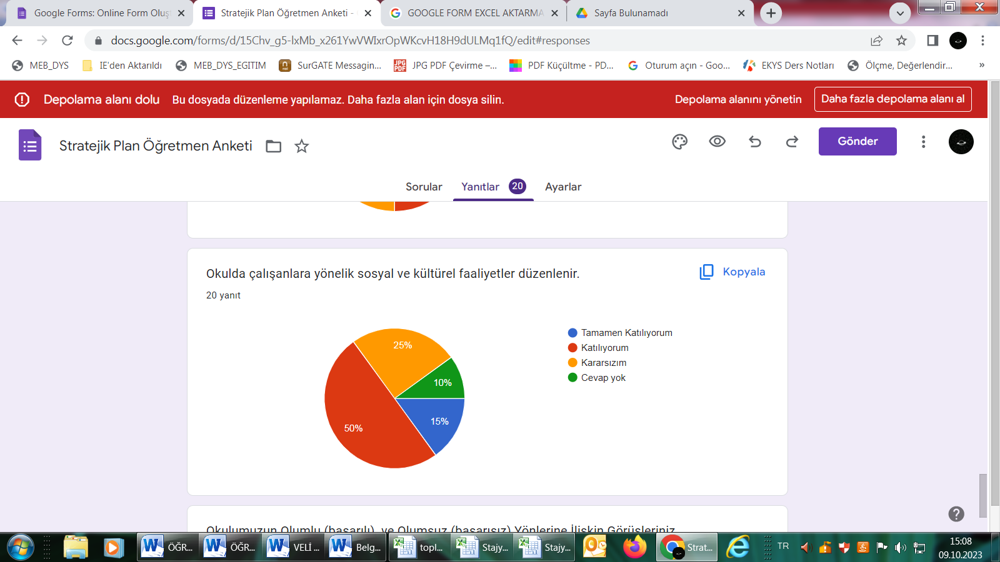 Google Forms: Online Form Oluşt
Stratejik Plan Öğretmen Anketi -
GOOGLE FORM EXCEL AKTARMA
Sayfa Bulunamadı
docs.google.com/forms/d/15Chv_g5-lxMb_x261YwVWIxrOpWKcvH18H9dULMq1fQ/edit#responses
MEB_DYS
IE'den Aktarıldı
MEB_DYS_EGITIM
SurGATE Messagin...
JPG PDF Çevirme –...
PDF Küçültme - PD...
Oturum açın - Goo...
EKYS Ders Notları
Ölçme, Değerlendir...
»
Depolama alanı dolu
Bu dosyada düzenleme yapılamaz. Daha fazla alan için dosya silin.
Depolama alanını yönetin
Daha fazla depolama alanı al
Stratejik Plan Öğretmen Anketi
Gönder
Sorular
Yanıtlar 20
Ayarlar
Okulda çalışanlara yönelik sosyal ve kültürel faaliyetler düzenlenir.
Kopyala
20 yanıt
25%
10%
15%
50%
Tamamen Katılıyorum
Katılıyorum
Kararsızım
Cevap yok
Okulumuzun Olumlu (başarılı) ve Olumsuz (başarısız) Yönlerine İlişkin Görüşleriniz
ÖĞR...
ÖĞR...
VELİ ...
Belg...
topl...
Stajy...
Stajy...
Strat...
TR
15:08
09.10.2023